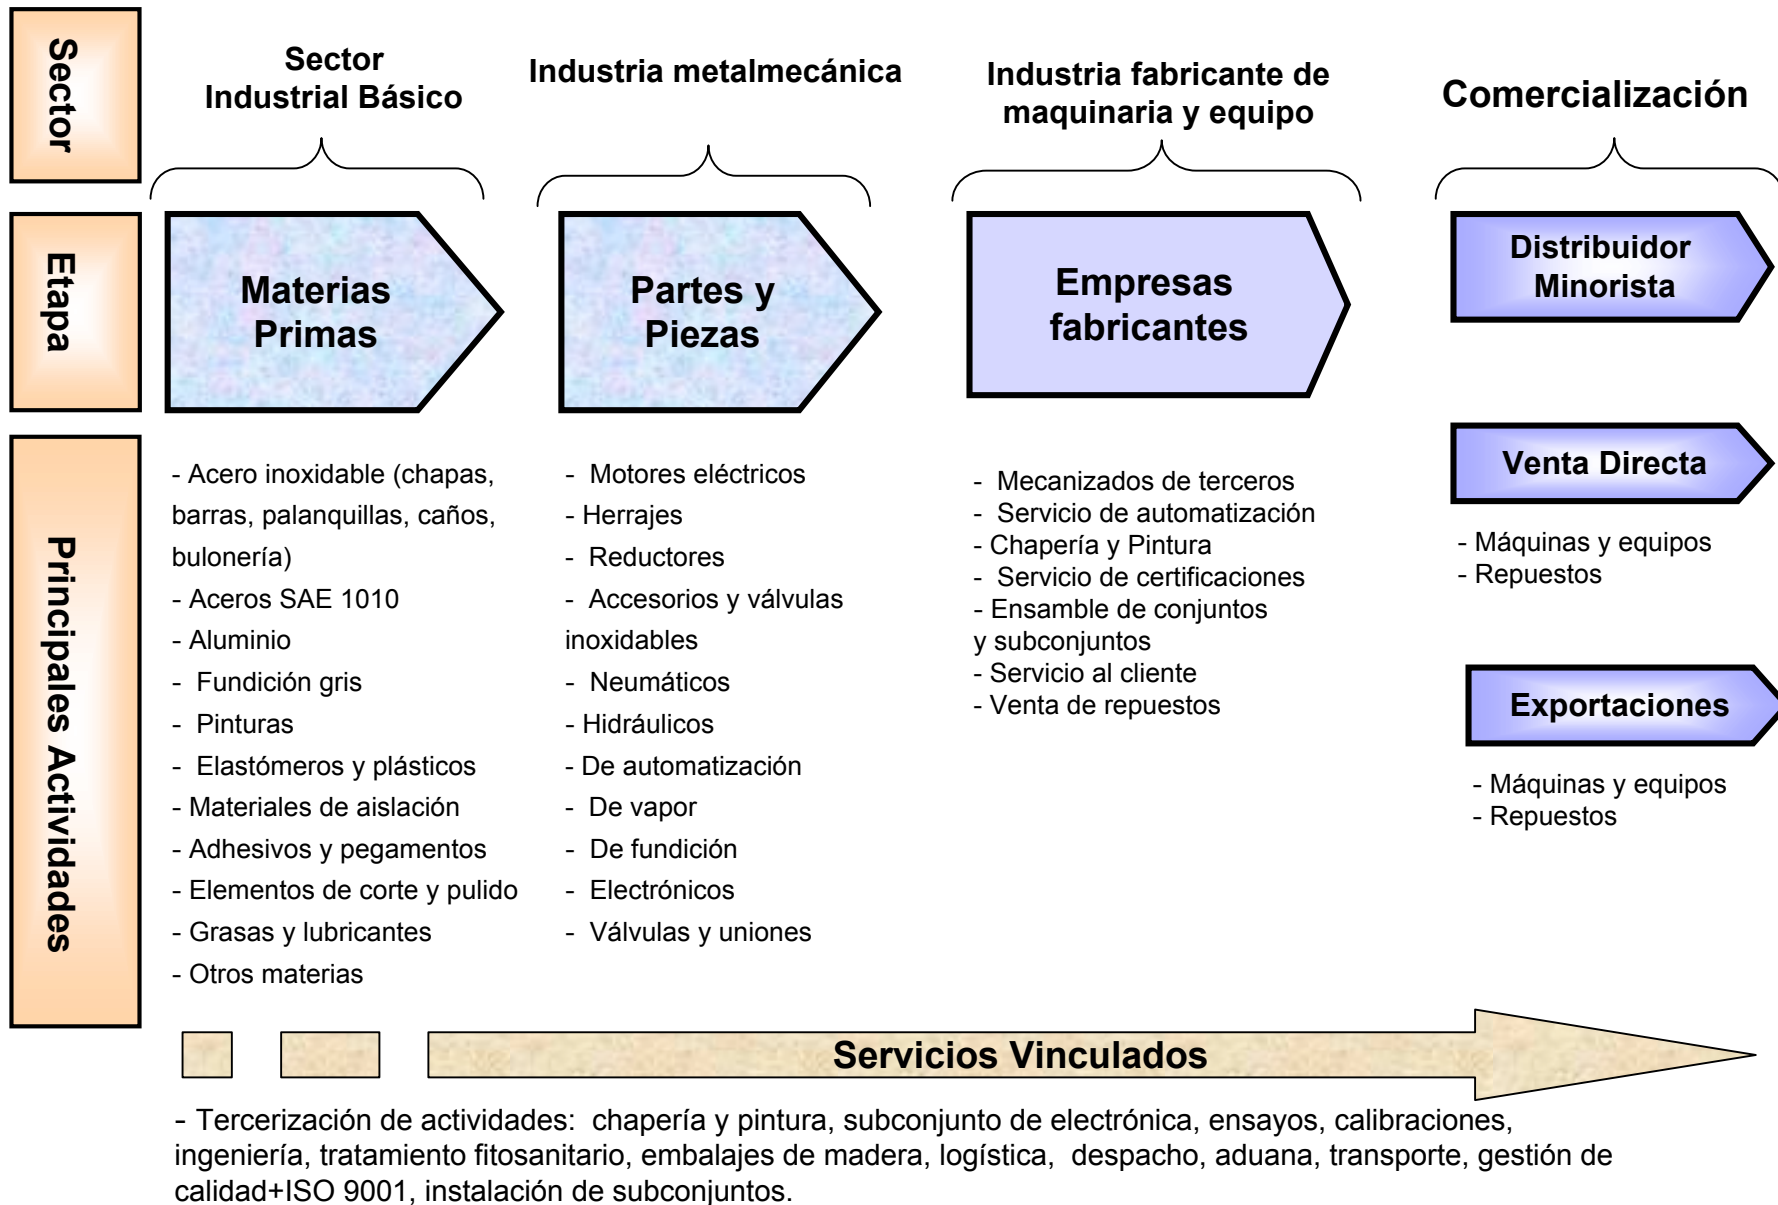 Sector
Sector
Industrial Básico
Industria metalmecánica
Industria fabricante de
maquinaria y equipo
Comercialización
Etapa
Materias
Primas
Partes y
Piezas
Empresas
fabricantes
Distribuidor
Minorista
Venta Directa
- Máquinas y equipos
- Repuestos
Exportaciones
- Máquinas y equipos
- Repuestos
Principales Actividades
- Acero inoxidable (chapas,
barras, palanquillas, caños,
bulonería)
- Aceros SAE 1010
- Aluminio
- Fundición gris
- Pinturas
- Elastómeros y plásticos
- Materiales de aislación
- Adhesivos y pegamentos
- Elementos de corte y pulido
- Grasas y lubricantes
- Otros materias
- Motores eléctricos
- Herrajes
- Reductores
- Accesorios y válvulas
inoxidables
- Neumáticos
- Hidráulicos
- De automatización
- De vapor
- De fundición
- Electrónicos
- Válvulas y uniones
- Mecanizados de terceros
- Servicio de automatización
- Chapería y Pintura
- Servicio de certificaciones
- Ensamble de conjuntos
y subconjuntos
- Servicio al cliente
- Venta de repuestos
Servicios Vinculados
- Tercerización de actividades: chapería y pintura, subconjunto de electrónica, ensayos, calibraciones,
ingeniería, tratamiento fitosanitario, embalajes de madera, logística, despacho, aduana, transporte, gestión de
calidad+ISO 9001, instalación de subconjuntos.